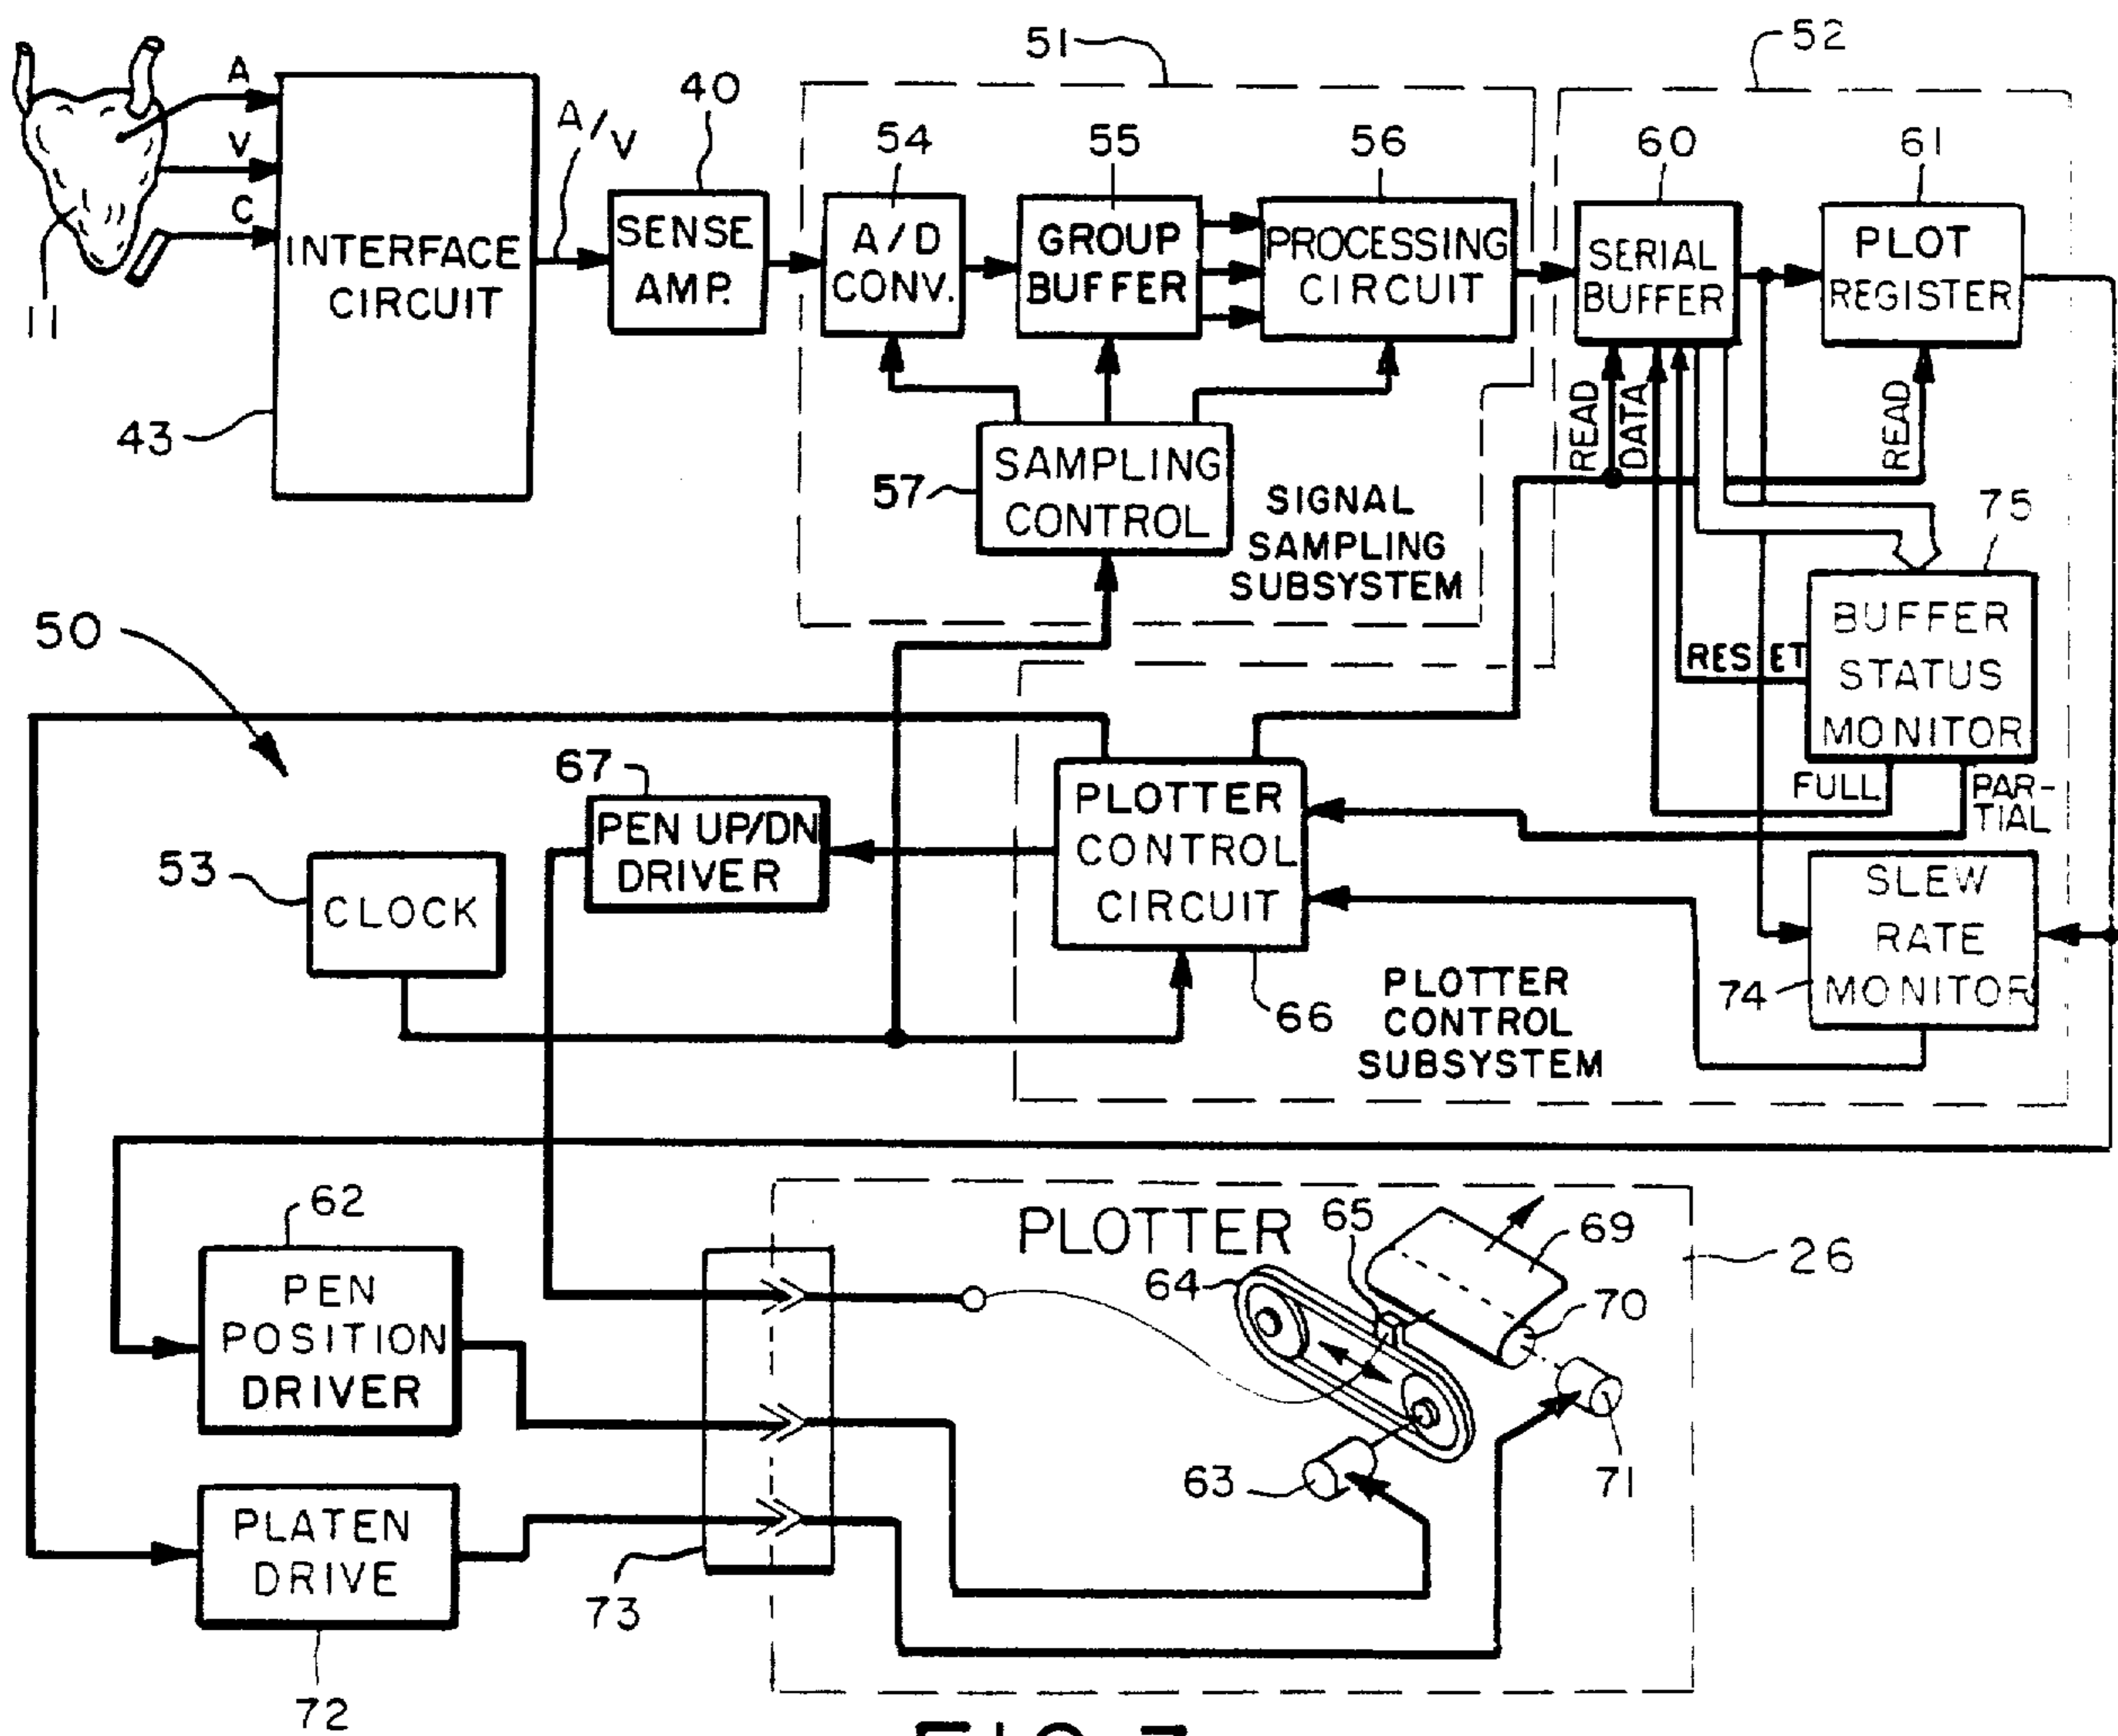 51
52
A
V
C
11
INTERFACE
CIRCUIT
43
A/V
40
SENSE
AMP.
54
A/D
CONV.
55
GROUP
BUFFER
56
PROCESSING
CIRCUIT
57
SAMPLING
CONTROL
SIGNAL
SAMPLING
SUBSYSTEM
60
SERIAL
BUFFER
61
PLOT
REGISTER
READ
DATA
READ
75
BUFFER
STATUS
MONITOR
RESET
FULL
PAR-
TIAL
50
67
PEN UP/DN
DRIVER
53
CLOCK
PLOTTER
CONTROL
CIRCUIT
66
SLEW
RATE
MONITOR
74
PLOTTER
CONTROL
SUBSYSTEM
62
PEN
POSITION
DRIVER
PLATEN
DRIVE
72
73
PLOTTER
65
69
26
64
70
63
71